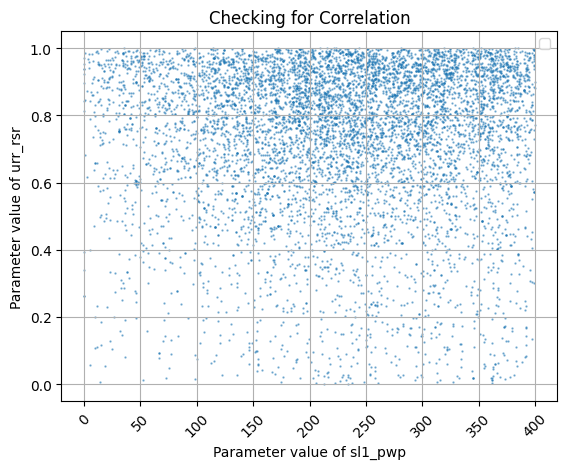 Checking for Correlation
1.0
0.8
0.6
0.4
0.2
0.0
Parameter value of urr_rsr
0 50 100 150 200 250 300 350 400
Parameter value of sl1_pwp